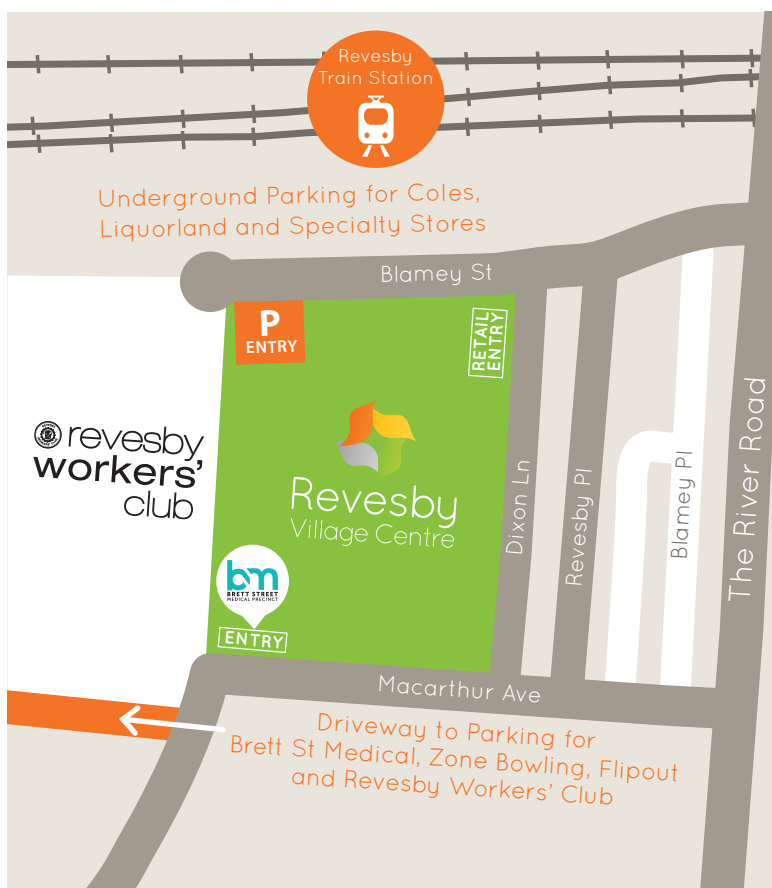 Revesby
Train Station
Underground Parking for Coles,
Liquorland and Specialty Stores
Blamey St
P
ENTRY
RETAIL
ENTRY
revesby
workers'
club
Revesby
Village Centre
Dixon Ln
Revesby Pl
Blamey Pl
The River Road
bm
BRETT STREET
MEDICAL PRECINCT
ENTRY
Macarthur Ave
Driveway to Parking for
Brett St Medical, Zone Bowling, Flipout
and Revesby Workers' Club